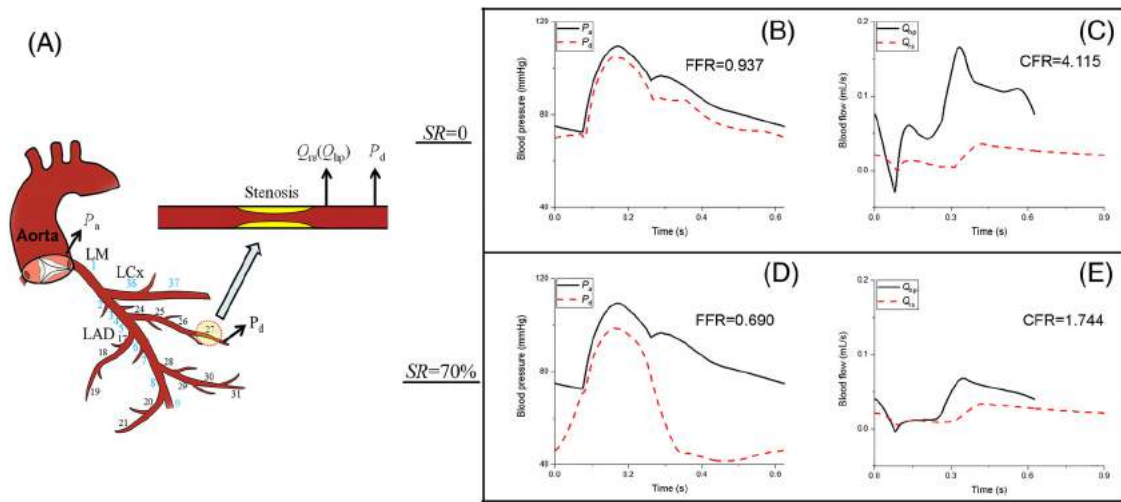 (A)
Aorta
Pa
LM
1
LCx
36
37
2
24
25
26
27
Pd
LAD
17
18
19
6
7
8
9
28
29
30
31
20
21
Stenosis
Qrs(Qhp)
Pd
SR=0
SR=70%
(B)
Pa
Pd
FFR=0.937
Blood pressure (mmHg)
120
80
40
0.0
0.2
0.4
0.6
Time (s)
(C)
Qhp
Qrs
CFR=4.115
Blood flow (mL/s)
0.2
0.1
0.0
0.0
0.3
0.6
0.9
Time (s)
(D)
Pa
Pd
FFR=0.690
Blood pressure (mmHg)
120
80
40
0.0
0.2
0.4
0.6
Time (s)
(E)
Qhp
Qrs
CFR=1.744
Blood flow (mL/s)
0.2
0.1
0.0
0.0
0.3
0.6
0.9
Time (s)